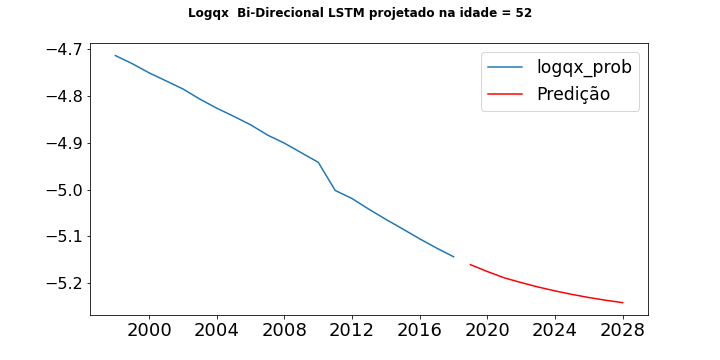 Logqx  Bi-Direcional LSTM projetado na idade = 52
logqx_prob
Predição
−4.7
−4.8
−4.9
−5.0
−5.1
−5.2
2000 2004 2008 2012 2016 2020 2024 2028